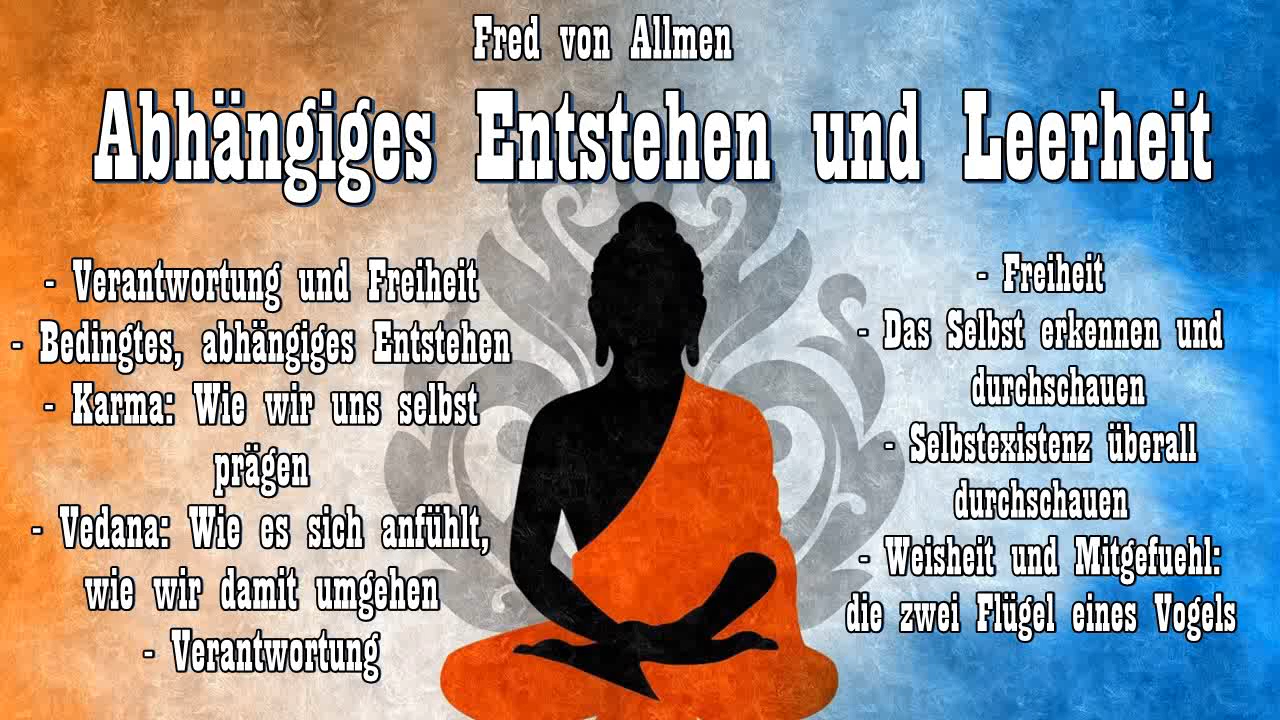 Fred von Allmen
Abhängiges Entstehen und Leerheit
- Verantwortung und Freiheit
- Bedingtes, abhängiges Entstehen
- Karma: Wie wir uns selbst
prägen
- Vedana: Wie es sich anfühlt,
wie wir damit umgehen
- Verantwortung
- Freiheit
- Das Selbst erkennen und
durchschauen
- Selbstexistenz überall
durchschauen
- Weisheit und Mitgefuehl:
die zwei Flügel eines Vogels